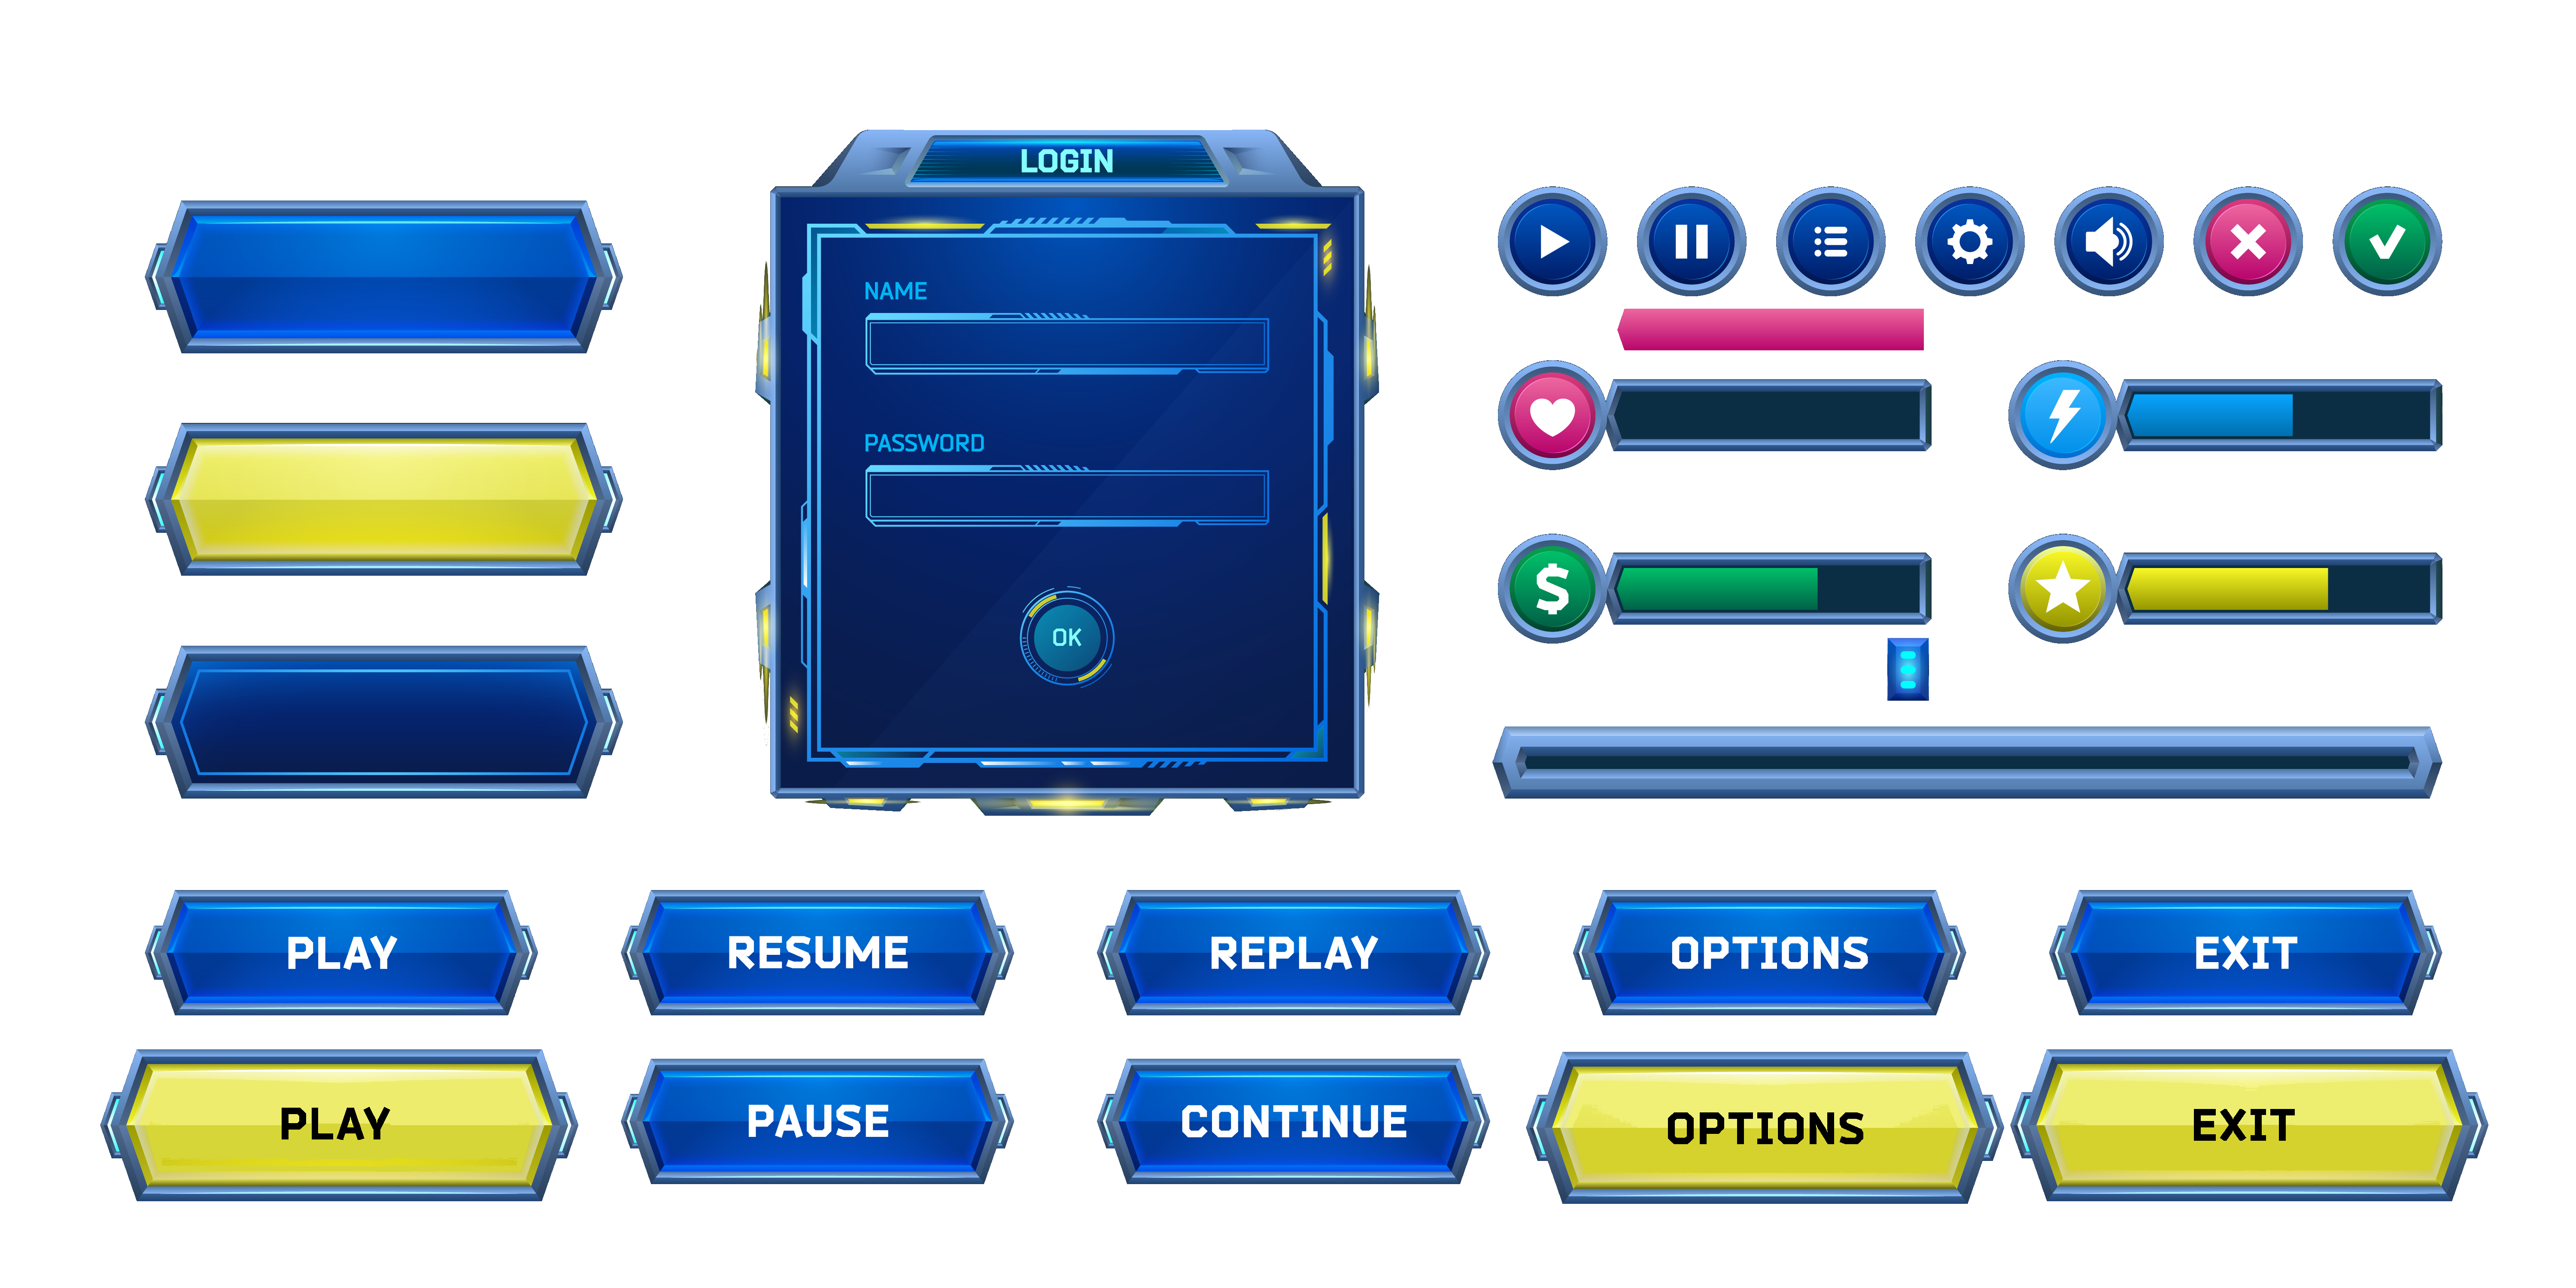 LOGIN
NAME
PASSWORD
OK
$
PLAY
RESUME
REPLAY
OPTIONS
EXIT
PLAY
PAUSE
CONTINUE
OPTIONS
EXIT